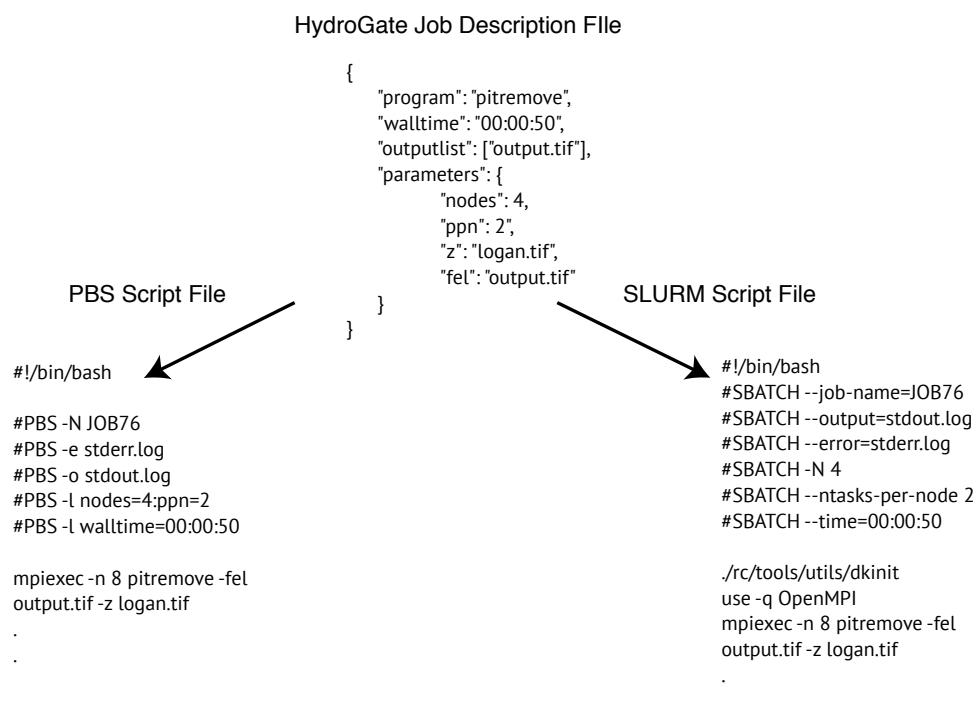 HydroGate Job Description FIle
{
"program": "pitremove",
"walltime": "00:00:50",
"outputlist": ["output.tif"],
"parameters": {
"nodes": 4,
"ppn": 2",
"z": "logan.tif",
"fel": "output.tif"
}
}
PBS Script File
#!/bin/bash
#PBS -N JOB76
#PBS -e stderr.log
#PBS -o stdout.log
#PBS -l nodes=4:ppn=2
#PBS -l walltime=00:00:50
mpiexec -n 8 pitremove -fel
output.tif -z logan.tif
.
.
SLURM Script File
#!/bin/bash
#SBATCH --job-name=JOB76
#SBATCH --output=stdout.log
#SBATCH --error=stderr.log
#SBATCH -N 4
#SBATCH --ntasks-per-node 2
#SBATCH --time=00:00:50
./rc/tools/utils/dkinit
use -q OpenMPI
mpiexec -n 8 pitremove -fel
output.tif -z logan.tif
.